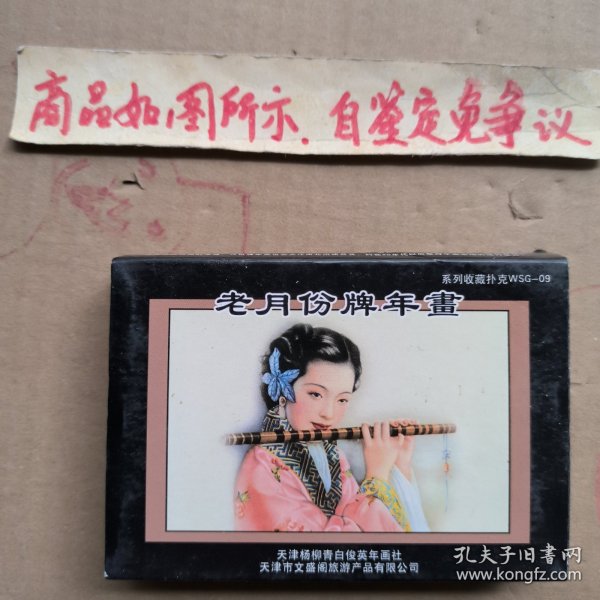 商品如图所示.自鉴定免争议
系列收藏扑克WSG-09
老月份牌年畫
天津杨柳青白俊英年画社
天津市文盛阁旅游产品有限公司
孔夫子旧书网
www.kongfz.com